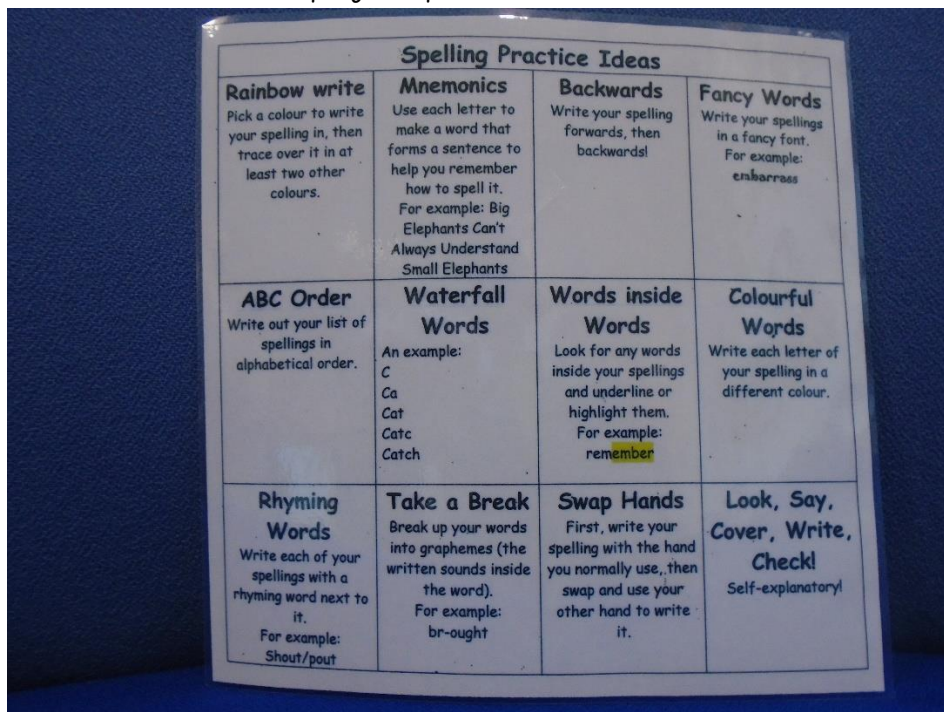 Spelling Practice Ideas
Rainbow write
Pick a colour to write
your spelling in, then
trace over it in at
least two other
colours.
Mnemonics
Use each letter to
make a word that
forms a sentence to
help you remember
how to spell it.
For example: Big
Elephants Can't
Always Understand
Small Elephants
Backwards
Write your spelling
forwards, then
backwards!
Fancy Words
Write your spellings
in a fancy font.
For example:
embarrass
ABC Order
Write out your list of
spellings in
alphabetical order.
Waterfall
Words
An example:
C
Ca
Cat
Catc
Catch
Words inside
Words
Look for any words
inside your spellings
and underline or
highlight them.
For example:
remember
Colourful
Words
Write each letter of
your spelling in a
different colour.
Rhyming
Words
Write each of your
spellings with a
rhyming word next to
it.
For example:
Shout/pout
Take a Break
Break up your words
into graphemes (the
written sounds inside
the word).
For example:
br-ought
Swap Hands
First, write your
spelling with the hand
you normally use, then
swap and use your
other hand to write
it.
Look, Say,
Cover, Write,
Check!
Self-explanatory!